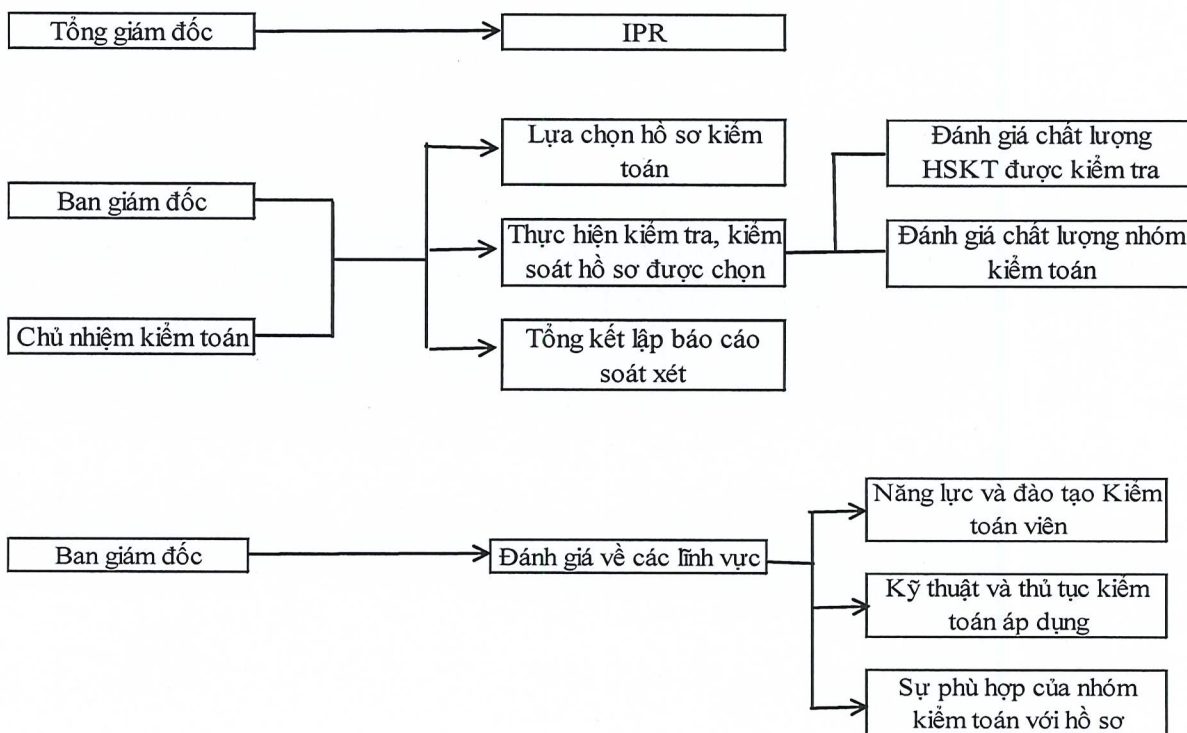 Tổng giám đốc
IPR
Lựa chọn hồ sơ kiểm
toán
Đánh giá chất lượng
HSKT được kiểm tra
Ban giám đốc
Thực hiện kiểm tra, kiểm
soát hồ sơ được chọn
Đánh giá chất lượng nhóm
kiểm toán
Chủ nhiệm kiểm toán
Tổng kết lập báo cáo
soát xét
Năng lực và đào tạo Kiểm
toán viên
Ban giám đốc
Đánh giá về các lĩnh vực
Kỹ thuật và thủ tục kiểm
toán áp dụng
Sự phù hợp của nhóm
kiểm toán với hồ sơ